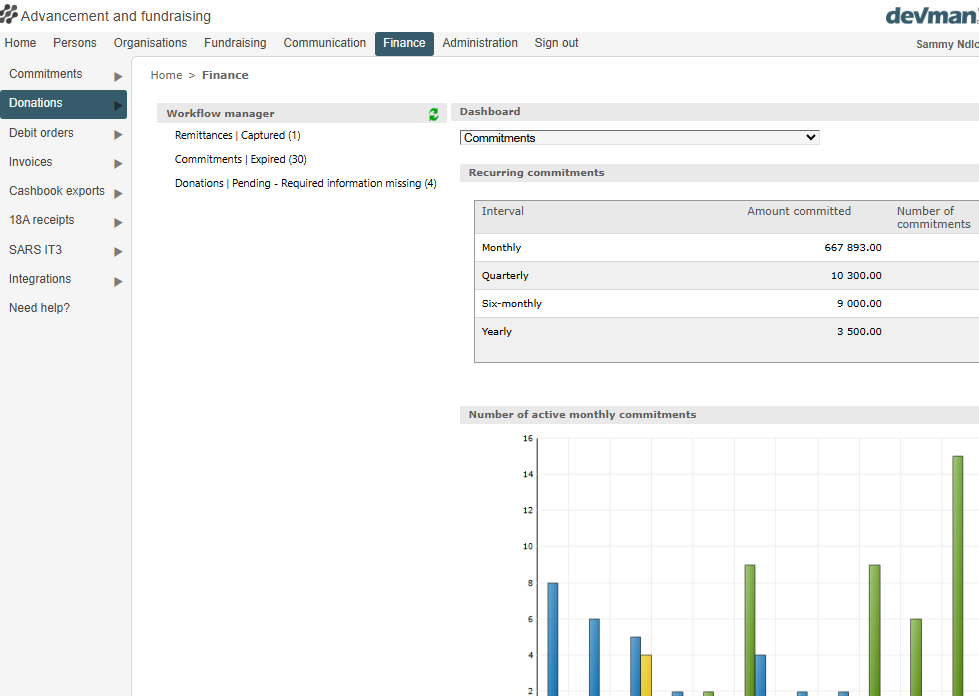 Advancement and fundraising
devman
Home Persons Organisations Fundraising Communication Finance Administration Sign out
Sammy
Commitments
Donations
Debit orders
Invoices
Cashbook exports
18A receipts
SARS IT3
Integrations
Need help?
Home > Finance
Workflow manager
Remittances | Captured (1)
Commitments | Expired (30)
Donations | Pending - Required information missing (4)
Dashboard
Commitments
Recurring commitments
Interval Amount committed Number of
commitments
Monthly 667 893.00
Quarterly 10 300.00
Six-monthly 9 000.00
Yearly 3 500.00
Number of active monthly commitments
16
14
12
10
8
6
4
2